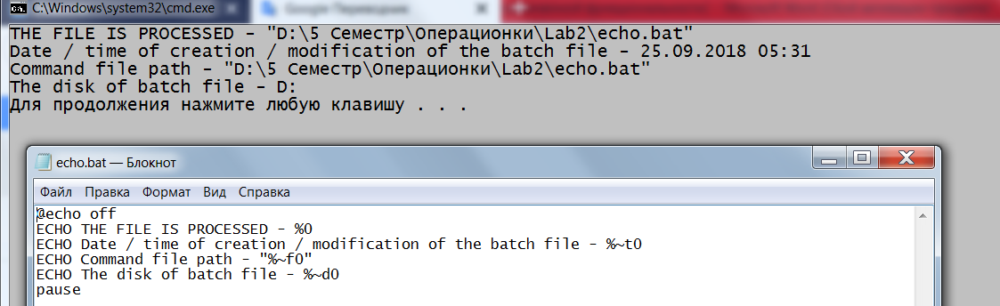 C:\Windows\system32\cmd.exe
Google Переводчик
THE FILE IS PROCESSED - "D:\5 Семестр\Операционки\Lab2\echo.bat"
Date / time of creation / modification of the batch file - 25.09.2018 05:31
Command file path - "D:\5 Семестр\Операционки\Lab2\echo.bat"
The disk of batch file - D:
Для продолжения нажмите любую клавишу . . .
echo.bat — Блокнот
Файл Правка Формат Вид Справка
@echo off
ECHO THE FILE IS PROCESSED - %0
ECHO Date / time of creation / modification of the batch file - %~t0
ECHO Command file path - "%~f0"
ECHO The disk of batch file - %~d0
pause